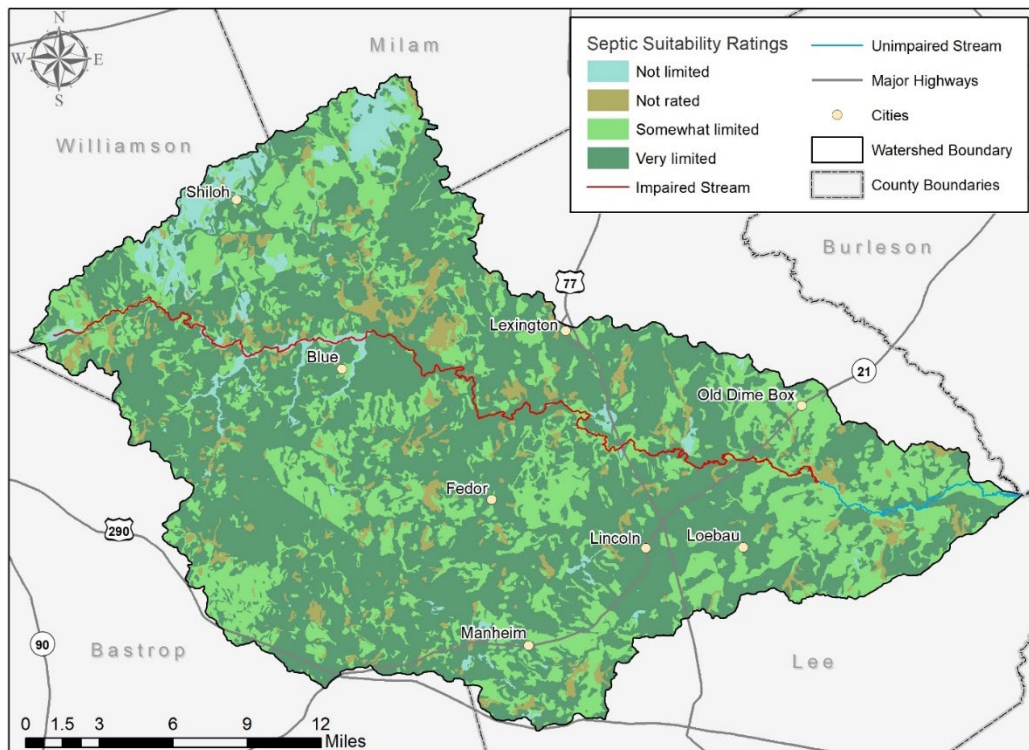 N
W E
S
Milam
Williamson
Shiloh
Septic Suitability Ratings
Not limited
Not rated
Somewhat limited
Very limited
Impaired Stream
Unimpaired Stream
Major Highways
Cities
Watershed Boundary
County Boundaries
Burleson
77
Lexington
21
Blue
Old Dime Box
Fedor
290
Lincoln
Loebau
Manheim
90
Bastrop
Lee
0 1.5 3 6 9 12
Miles